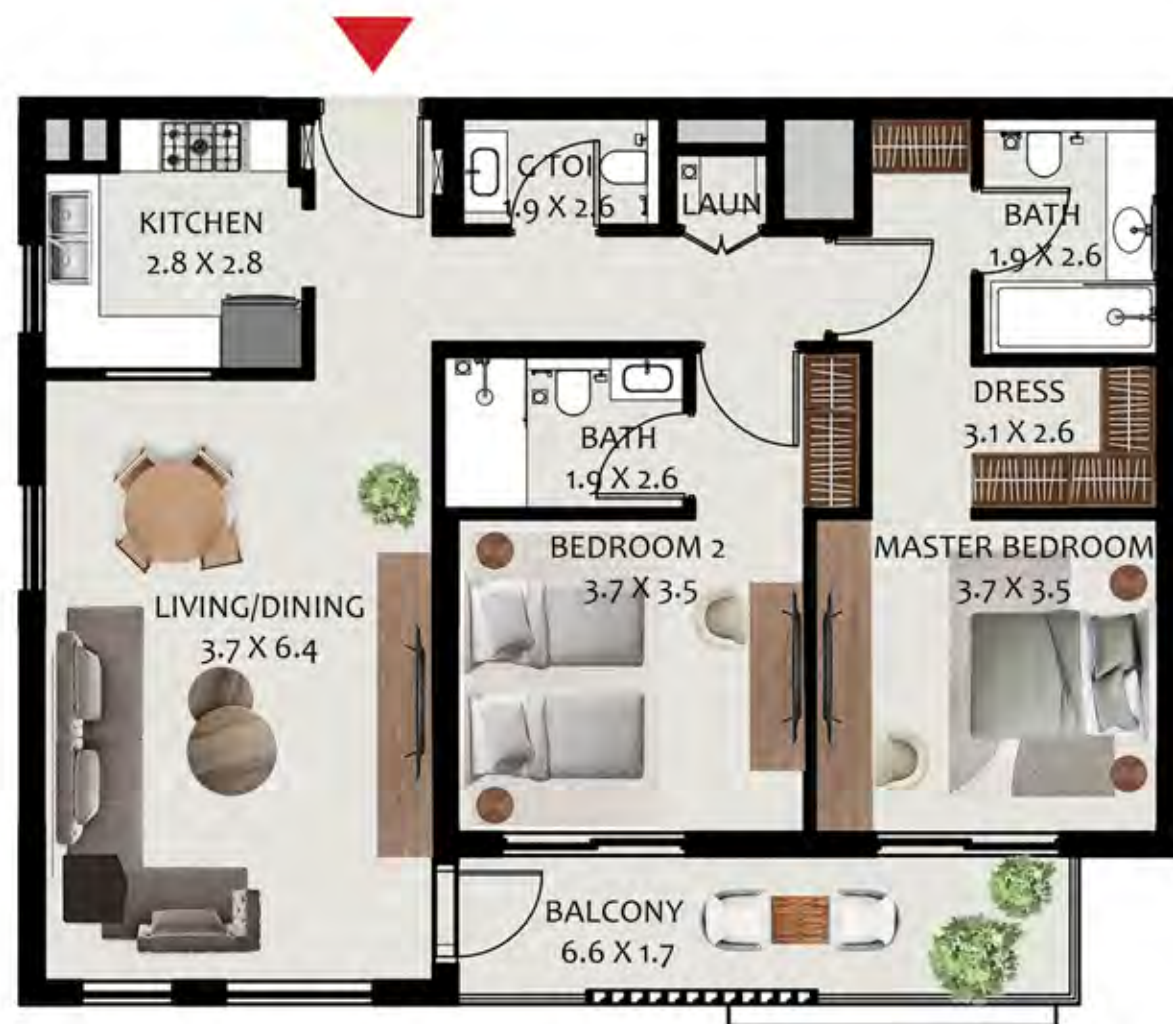 C TOI
1.9 X 2.6
LAUN
KITCHEN
2.8 X 2.8
BATH
1.9 X 2.6
DRESS
3.1 X 2.6
BATH
1.9 X 2.6
BEDROOM 2
3.7 X 3.5
MASTER BEDROOM
3.7 X 3.5
LIVING/DINING
3.7 X 6.4
BALCONY
6.6 X 1.7